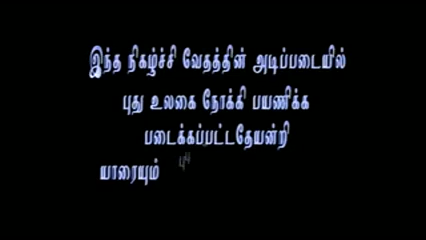 இந்த நிகழ்ச்சி வேதத்தின் அடிப்படையில்
புது உலகை நோக்கி பயணிக்க
படைக்கப்பட்டதேயன்றி
யாரையும்